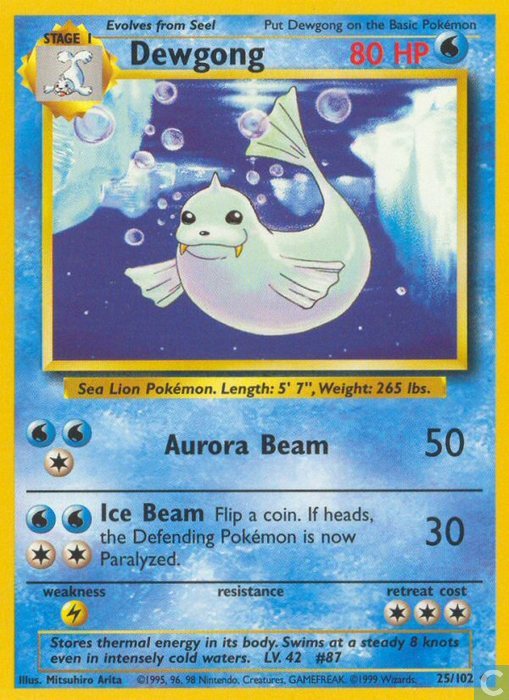 Evolves from Seel Put Dewgong on the Basic Pokémon
STAGE 1
Dewgong 80 HP
Sea Lion Pokémon. Length: 5' 7", Weight: 265 lbs.
Aurora Beam 50
Ice Beam Flip a coin. If heads,
the Defending Pokémon is now
Paralyzed.
30
weakness resistance retreat cost
Stores thermal energy in its body. Swims at a steady 8 knots
even in intensely cold waters. LV. 42 #87
Illus. Mitsuhiro Arita ©1995, 96, 98 Nintendo, Creatures, GAMEFREAK. ©1999 Wizards. 25/102
C